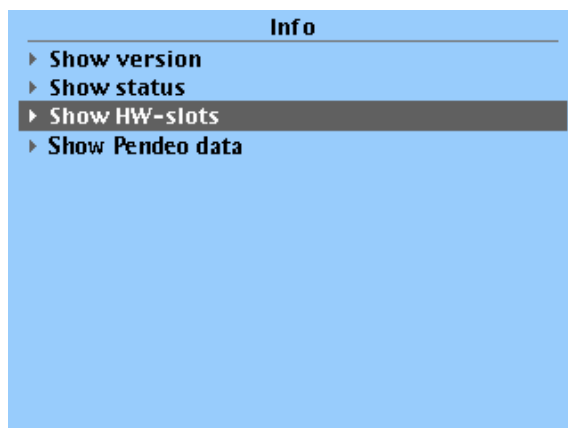 Info
Show version
Show status
Show HW-slots
Show Pendeo data